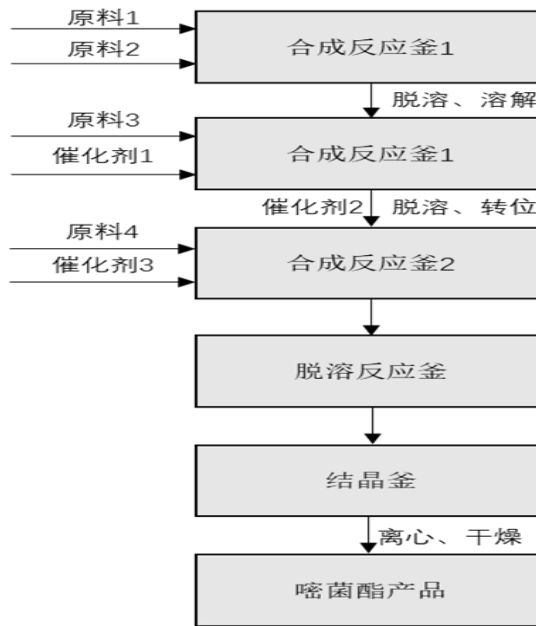 原料1
合成反应釜1
原料2
脱溶、溶解
原料3
合成反应釜1
催化剂1
催化剂2
脱溶、转位
原料4
合成反应釜2
催化剂3
脱溶反应釜
结晶釜
离心、干燥
嘧菌酯产品